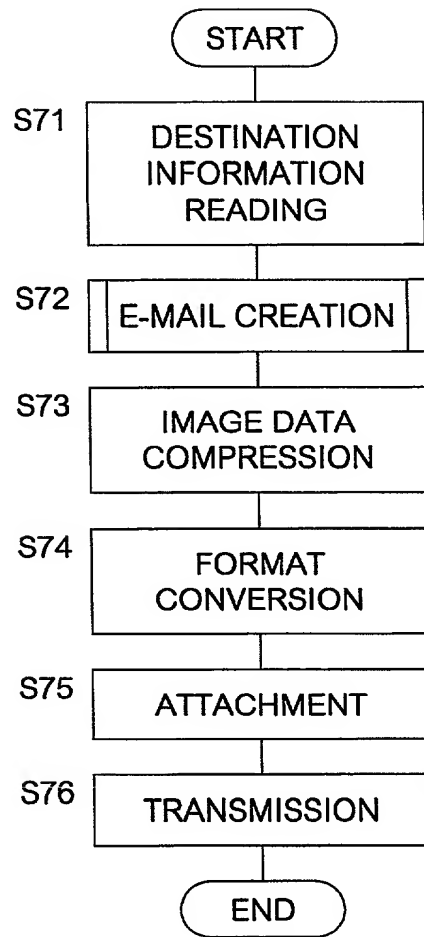 START
S71
DESTINATION
INFORMATION
READING
S72
E-MAIL CREATION
S73
IMAGE DATA
COMPRESSION
S74
FORMAT
CONVERSION
S75
ATTACHMENT
S76
TRANSMISSION
END